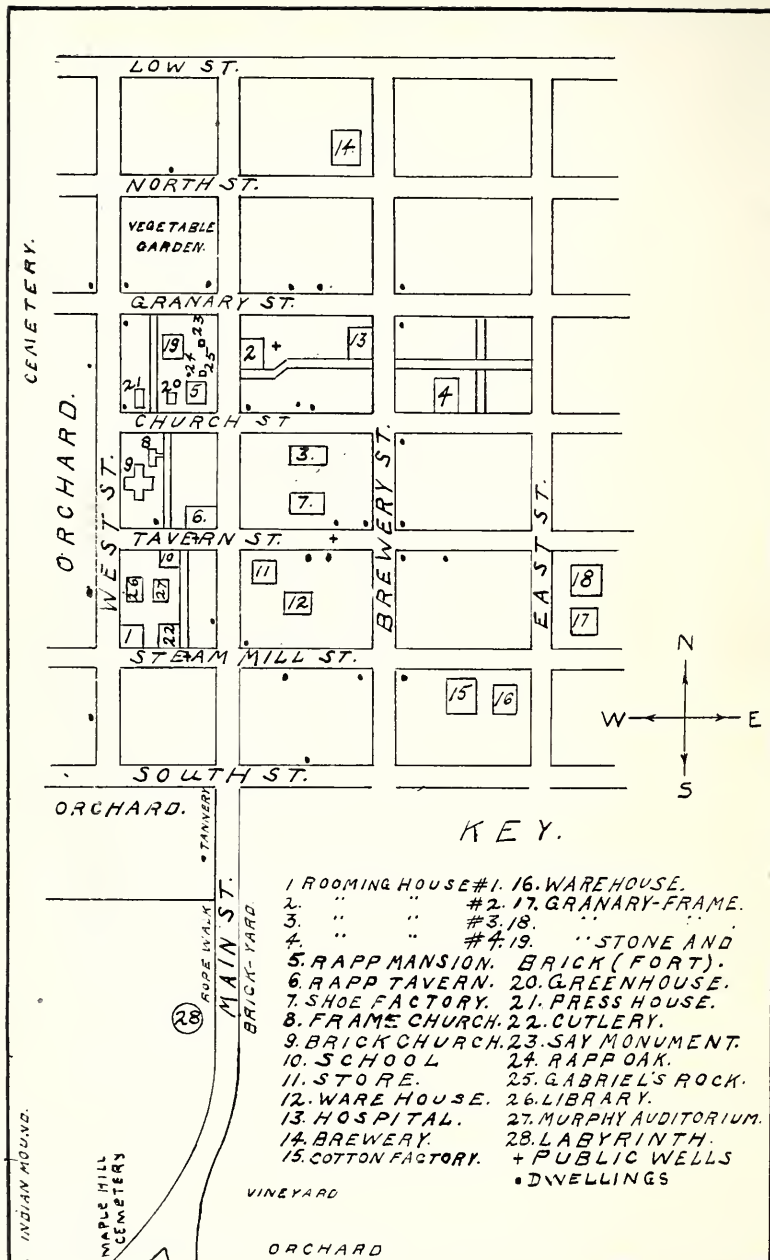 LOW ST.
14.
NORTH ST.
VEGETABLE
GARDEN.
CEMETERY.
GRANARY ST.
19
23
24
25
2
+
13
21
20
5
4
CHURCH ST
ORCHARD.
WEST ST.
8
9
3.
7.
6.
BREWERY ST.
EAST ST.
TAVERN ST.
+
10
26
27
11
12
18
17
1
22
STEAM MILL ST.
15
16
N
W E
S
SOUTH ST.
ORCHARD.
• TANNERY
MAIN ST.
ROPE WALK
BRICK-YARD.
28
KEY.
1 ROOMING HOUSE #1. 16. WAREHOUSE.
2. " " #2. 17. GRANARY-FRAME.
3. " " #3. 18. " " .
4. " " #4. 19. " STONE AND
5. RAPP MANSION. BRICK (FORT).
6. RAPP TAVERN. 20. GREENHOUSE.
7. SHOE FACTORY. 21. PRESS HOUSE.
8. FRAME CHURCH. 22. CUTLERY.
9. BRICK CHURCH. 23. SAY MONUMENT.
10. SCHOOL 24. RAPP OAK.
11. STORE. 25. GABRIEL'S ROCK.
12. WARE HOUSE. 26. LIBRARY.
13. HOSPITAL. 27. MURPHY AUDITORIUM.
14. BREWERY. 28. LABYRINTH.
15. COTTON FACTORY. + PUBLIC WELLS
• DWELLINGS
INDIAN MOUND.
MAPLE HILL
CEMETERY
VINEYARD
ORCHARD